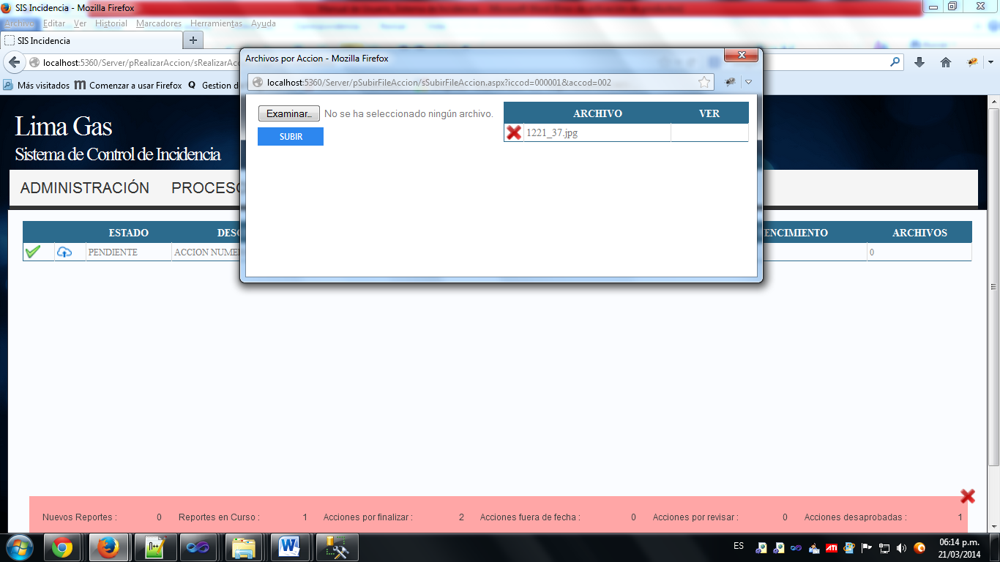 SIS Incidencia - Mozilla Firefox
Archivo Editar Ver Historial Marcadores Herramientas Ayuda
SIS Incidencia
localhost:5360/Server/pRealizarAccion/sRealizarAcc
Más visitados Comenzar a usar Firefox Gestion d
Archivos por Accion - Mozilla Firefox
localhost:5360/Server/pSubirFileAccion/sSubirFileAccion.aspx?iccod=000001&accod=002
Examinar... No se ha seleccionado ningún archivo.
SUBIR
ARCHIVO VER
1221_37.jpg
Lima Gas
Sistema de Control de Incidencia
ADMINISTRACIÓN PROCESO
ESTADO DESC ENCIMIENTO ARCHIVOS
PENDIENTE ACCION NUME 0
Nuevos Reportes : 0 Reportes en Curso : 1 Acciones por finalizar : 2 Acciones fuera de fecha : 0 Acciones por revisar : 0 Acciones desaprobadas : 1
ES
06:14 p.m.
21/03/2014